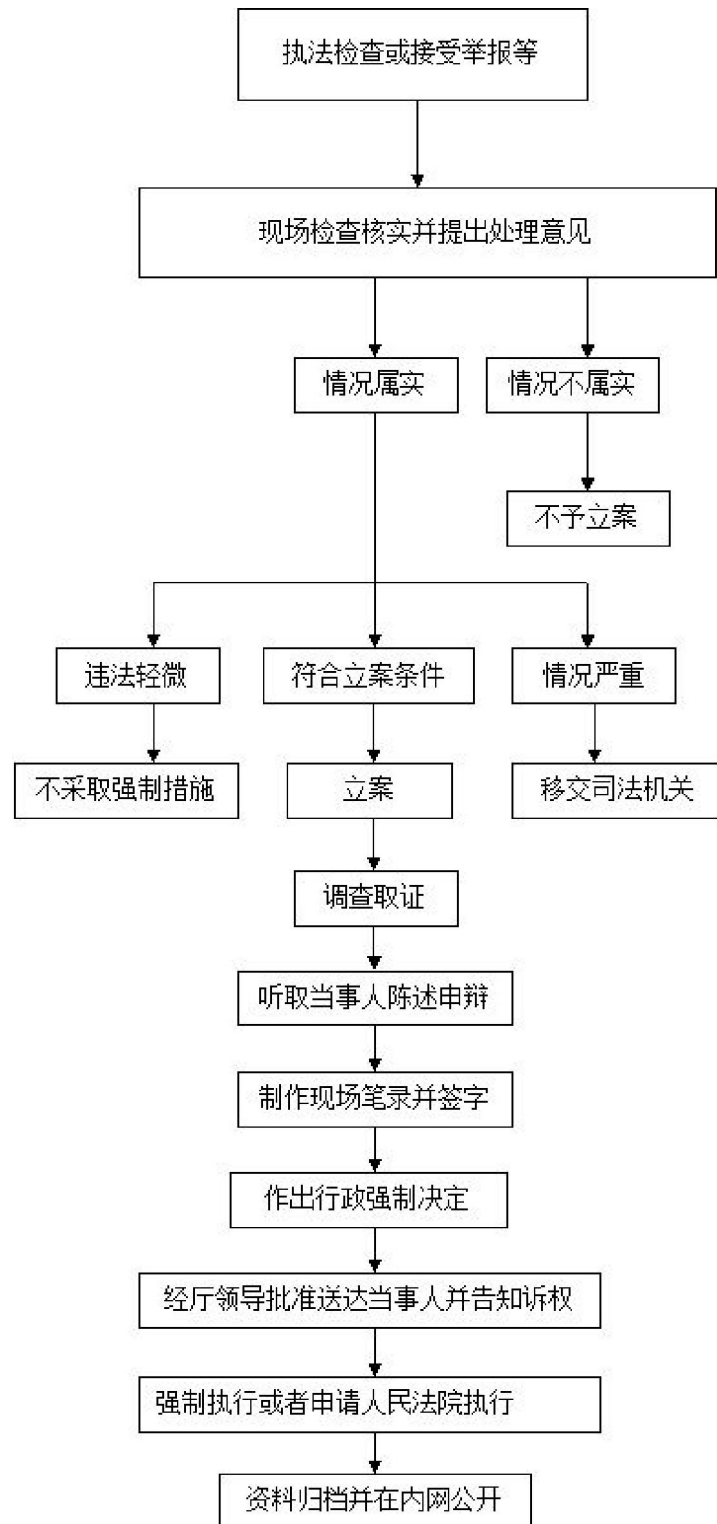 执法检查或接受举报等
现场检查核实并提出处理意见
情况属实
情况不属实
不予立案
违法轻微
符合立案条件
情况严重
不采取强制措施
立案
移交司法机关
调查取证
听取当事人陈述申辩
制作现场笔录并签字
作出行政强制决定
经厅领导批准送达当事人并告知诉权
强制执行或者申请人民法院执行
资料归档并在内网公开